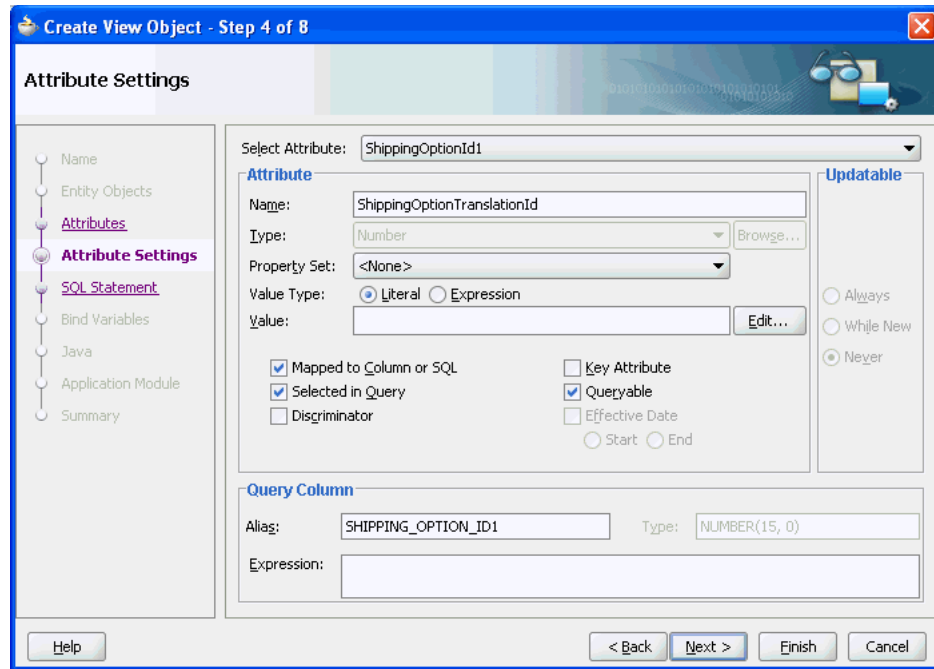 Create View Object - Step 4 of 8
Attribute Settings
Name
Entity Objects
Attributes
Attribute Settings
SQL Statement
Bind Variables
Java
Application Module
Summary
Select Attribute: ShippingOptionId1
Attribute
Name: ShippingOptionTranslationId
Type: Number Browse...
Property Set: <None>
Value Type: Literal Expression
Value: Edit...
Mapped to Column or SQL Key Attribute
Selected in Query Queryable
Discriminator Effective Date
Start End
Updatable
Always
While New
Never
Query Column
Alias: SHIPPING_OPTION_ID1 Type: NUMBER(15, 0)
Expression:
Help < Back Next > Finish Cancel